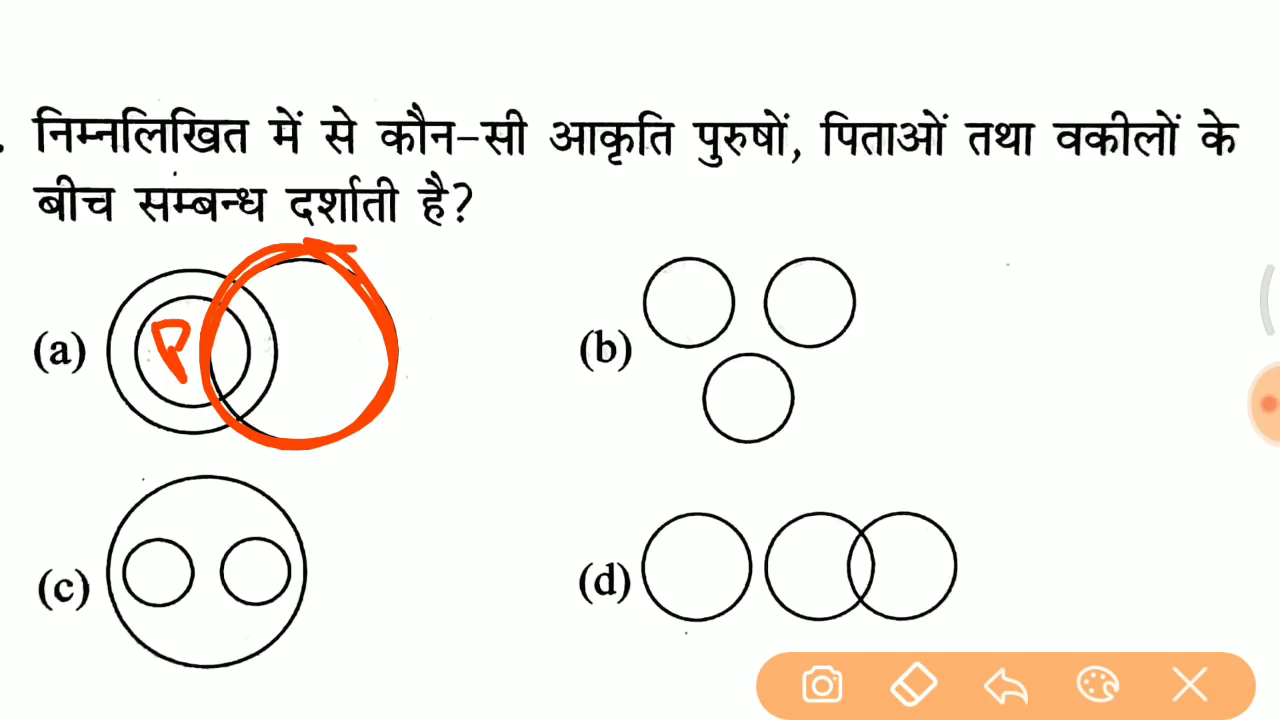 . निम्नलिखित में से कौन-सी आकृति पुरुषों, पिताओं तथा वकीलों के
बीच सम्बन्ध दर्शाती है?
(a) P
(b)
(c)
(d)